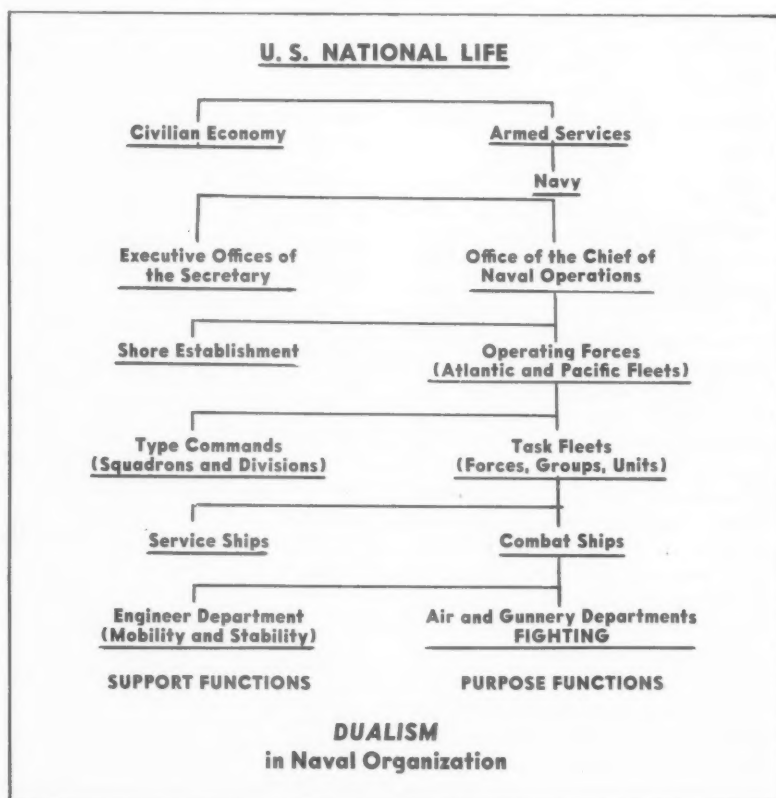 U. S. NATIONAL LIFE
Civilian Economy
Armed Services
Navy
Executive Offices of
the Secretary
Office of the Chief of
Naval Operations
Shore Establishment
Operating Forces
(Atlantic and Pacific Fleets)
Type Commands
(Squadrons and Divisions)
Task Fleets
(Forces, Groups, Units)
Service Ships
Combat Ships
Engineer Department
(Mobility and Stability)
Air and Gunnery Departments
FIGHTING
SUPPORT FUNCTIONS
PURPOSE FUNCTIONS
DUALISM
in Naval Organization